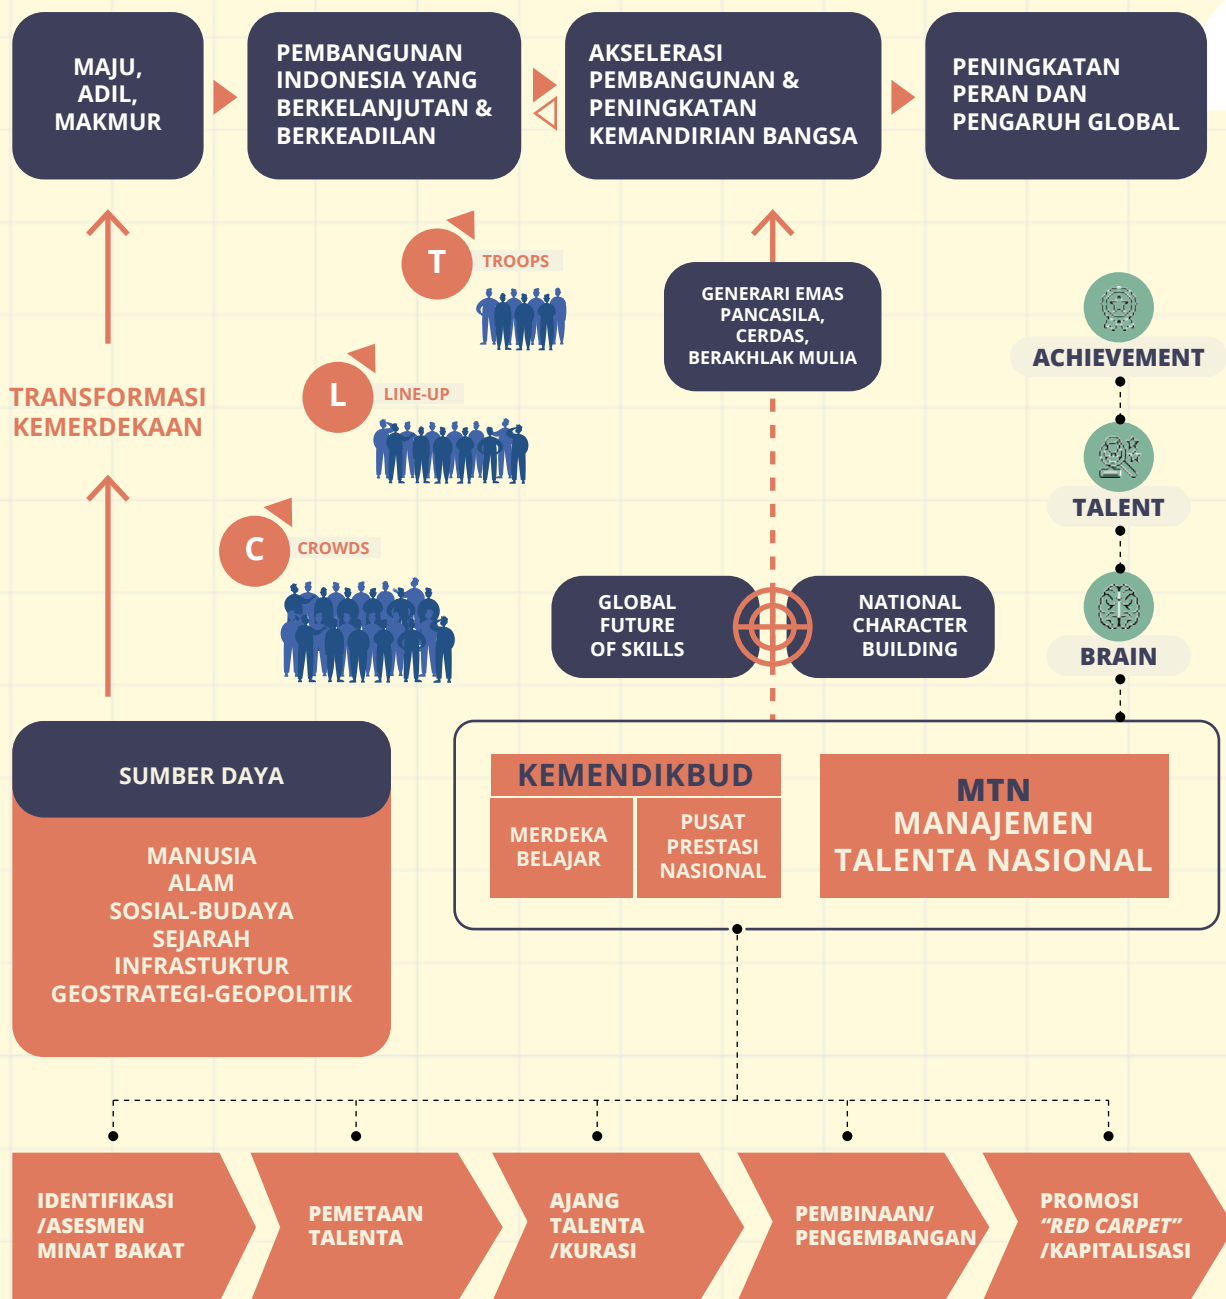 MAJU,
ADIL,
MAKMUR
PEMBANGUNAN
INDONESIA YANG
BERKELANJUTAN &
BERKEADILAN
AKSELERASI
PEMBANGUNAN &
PENINGKATAN
KEMANDIRIAN BANGSA
PENINGKATAN
PERAN DAN
PENGARUH GLOBAL
TRANSFORMASI
KEMERDEKAAN
T
TROOPS
L
LINE-UP
C
CROWDS
GENERARI EMAS
PANCASILA,
CERDAS,
BERAKHLAK MULIA
GLOBAL
FUTURE
OF SKILLS
NATIONAL
CHARACTER
BUILDING
ACHIEVEMENT
TALENT
BRAIN
SUMBER DAYA
MANUSIA
ALAM
SOSIAL-BUDAYA
SEJARAH
INFRASTUKTUR
GEOSTRATEGI-GEOPOLITIK
KEMENDIKBUD
MERDEKA
BELAJAR
PUSAT
PRESTASI
NASIONAL
MTN
MANAJEMEN
TALENTA NASIONAL
IDENTIFIKASI
/ASESMEN
MINAT BAKAT
PEMETAAN
TALENTA
AJANG
TALENTA
/KURASI
PEMBINAAN/
PENGEMBANGAN
PROMOSI
“RED CARPET”
/KAPITALISASI